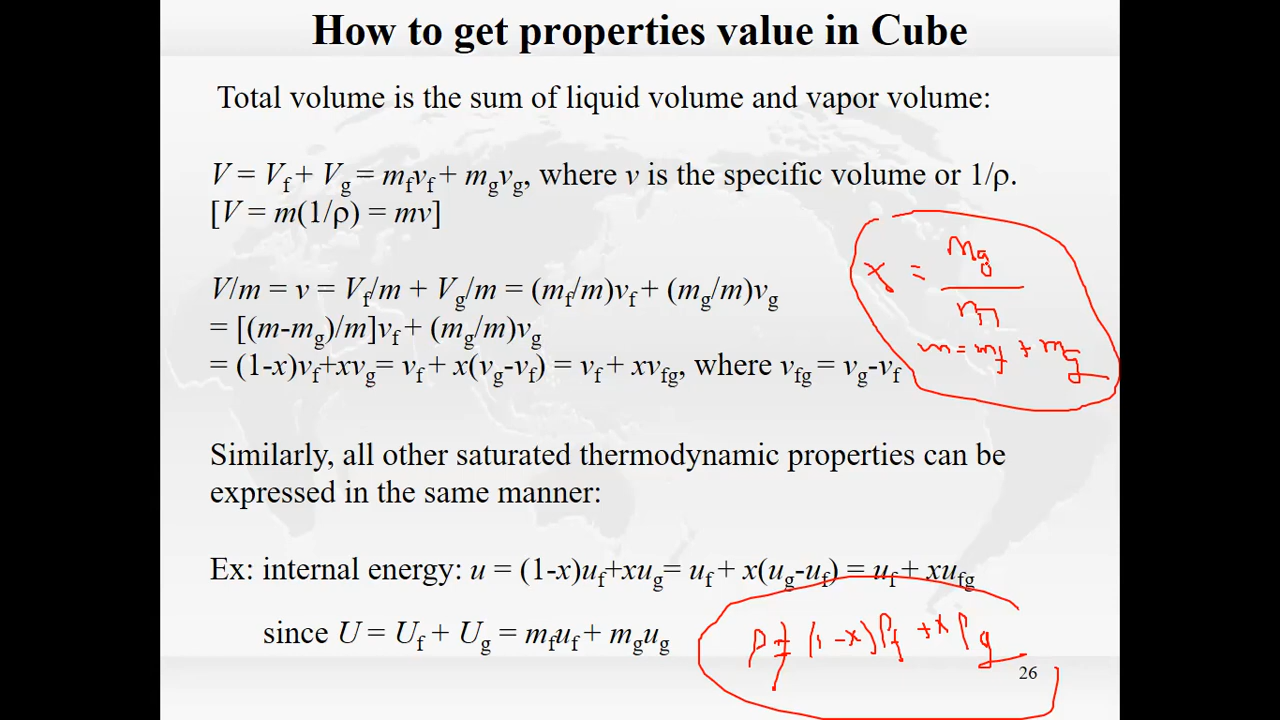 How to get properties value in Cube
Total volume is the sum of liquid volume and vapor volume:
V = Vf + Vg = mfvf + mgvg, where v is the specific volume or 1/ρ.
[V = m(1/ρ) = mv]
x = mg
m
m = mf + mg
V/m = v = Vf/m + Vg/m = (mf/m)vf + (mg/m)vg
= [(m-mg)/m]vf + (mg/m)vg
= (1-x)vf+xvg= vf + x(vg-vf) = vf + xvfg, where vfg = vg-vf
Similarly, all other saturated thermodynamic properties can be
expressed in the same manner:
Ex: internal energy: u = (1-x)uf+xug= uf + x(ug-uf) = uf + xufg
since U = Uf + Ug = mfuf + mgug
ρ ≠ (1-x)ρf + xρg
26